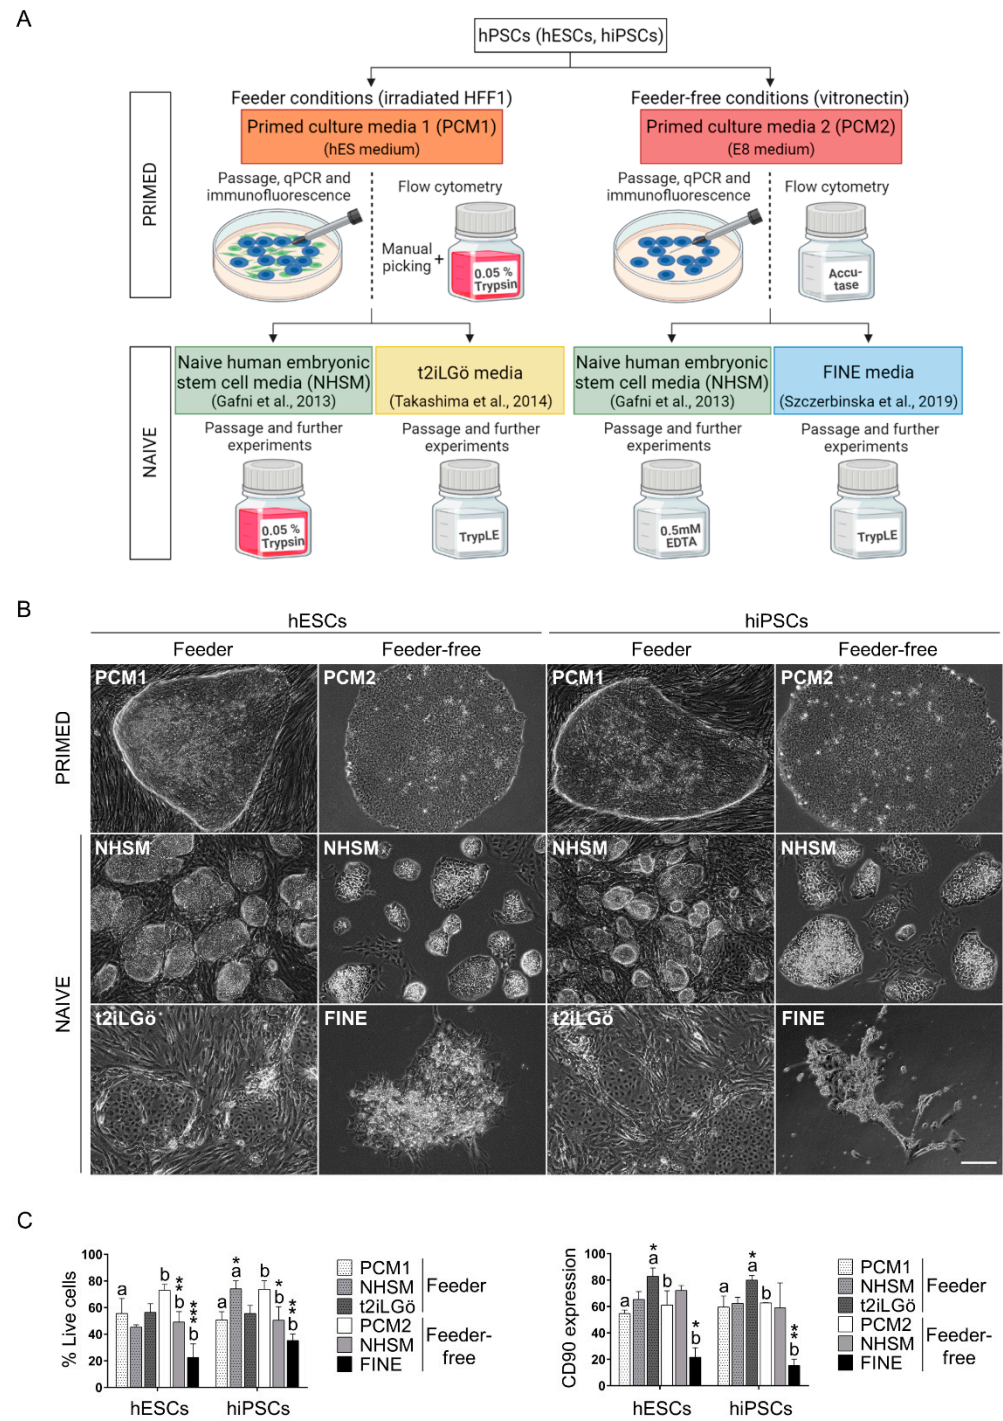 A
hPSCs (hESCs, hiPSCs)
Feeder conditions (irradiated HFF1)
Feeder-free conditions (vitronectin)
PRIMED
Primed culture media 1 (PCM1)
(hES medium)
Primed culture media 2 (PCM2)
(E8 medium)
Passage, qPCR and
immunofluorescence
Flow cytometry
Manual
picking +
0.05 %
Trypsin
Passage, qPCR and
immunofluorescence
Flow cytometry
Accu-
tase
NAIVE
Naive human embryonic
stem cell media (NHSM)
(Gafni et al., 2013)
t2iLGö media
(Takashima et al., 2014)
Naive human embryonic
stem cell media (NHSM)
(Gafni et al., 2013)
FINE media
(Szczerbinska et al., 2019)
Passage and further
experiments
Passage and further
experiments
Passage and further
experiments
Passage and further
experiments
0.05 %
Trypsin
TrypLE
0.5mM
EDTA
TrypLE
B
hESCs
hiPSCs
Feeder
Feeder-free
Feeder
Feeder-free
PRIMED
PCM1
PCM2
PCM1
PCM2
NAIVE
NHSM
NHSM
NHSM
NHSM
t2iLGö
FINE
t2iLGö
FINE
C
% Live cells
100
80
60
40
20
0
a
b
**
b
***
b
*
a
a
b
*
b
**
b
hESCs
hiPSCs
PCM1
NHSM
t2iLGö
Feeder
PCM2
NHSM
FINE
Feeder-
free
CD90 expression
100
80
60
40
20
0
a
*
a
b
*
b
a
*
a
b
**
b
hESCs
hiPSCs
PCM1
NHSM
t2iLGö
Feeder
PCM2
NHSM
FINE
Feeder-
free